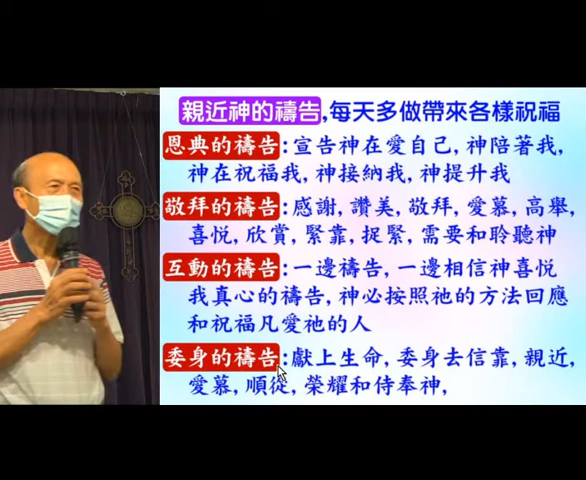 親近神的禱告,每天多做帶來各樣祝福
恩典的禱告:宣告神在愛自己,神陪著我,
神在祝福我,神接納我,神提升我
敬拜的禱告:感謝,讚美,敬拜,愛慕,高舉,
喜悅,欣賞,緊靠,捉緊,需要和聆聽神
互動的禱告:一邊禱告,一邊相信神喜悅
我真心的禱告,神必按照祂的方法回應
和祝福凡愛祂的人
委身的禱告:獻上生命,委身去信靠,親近,
愛慕,順從,榮耀和侍奉神,